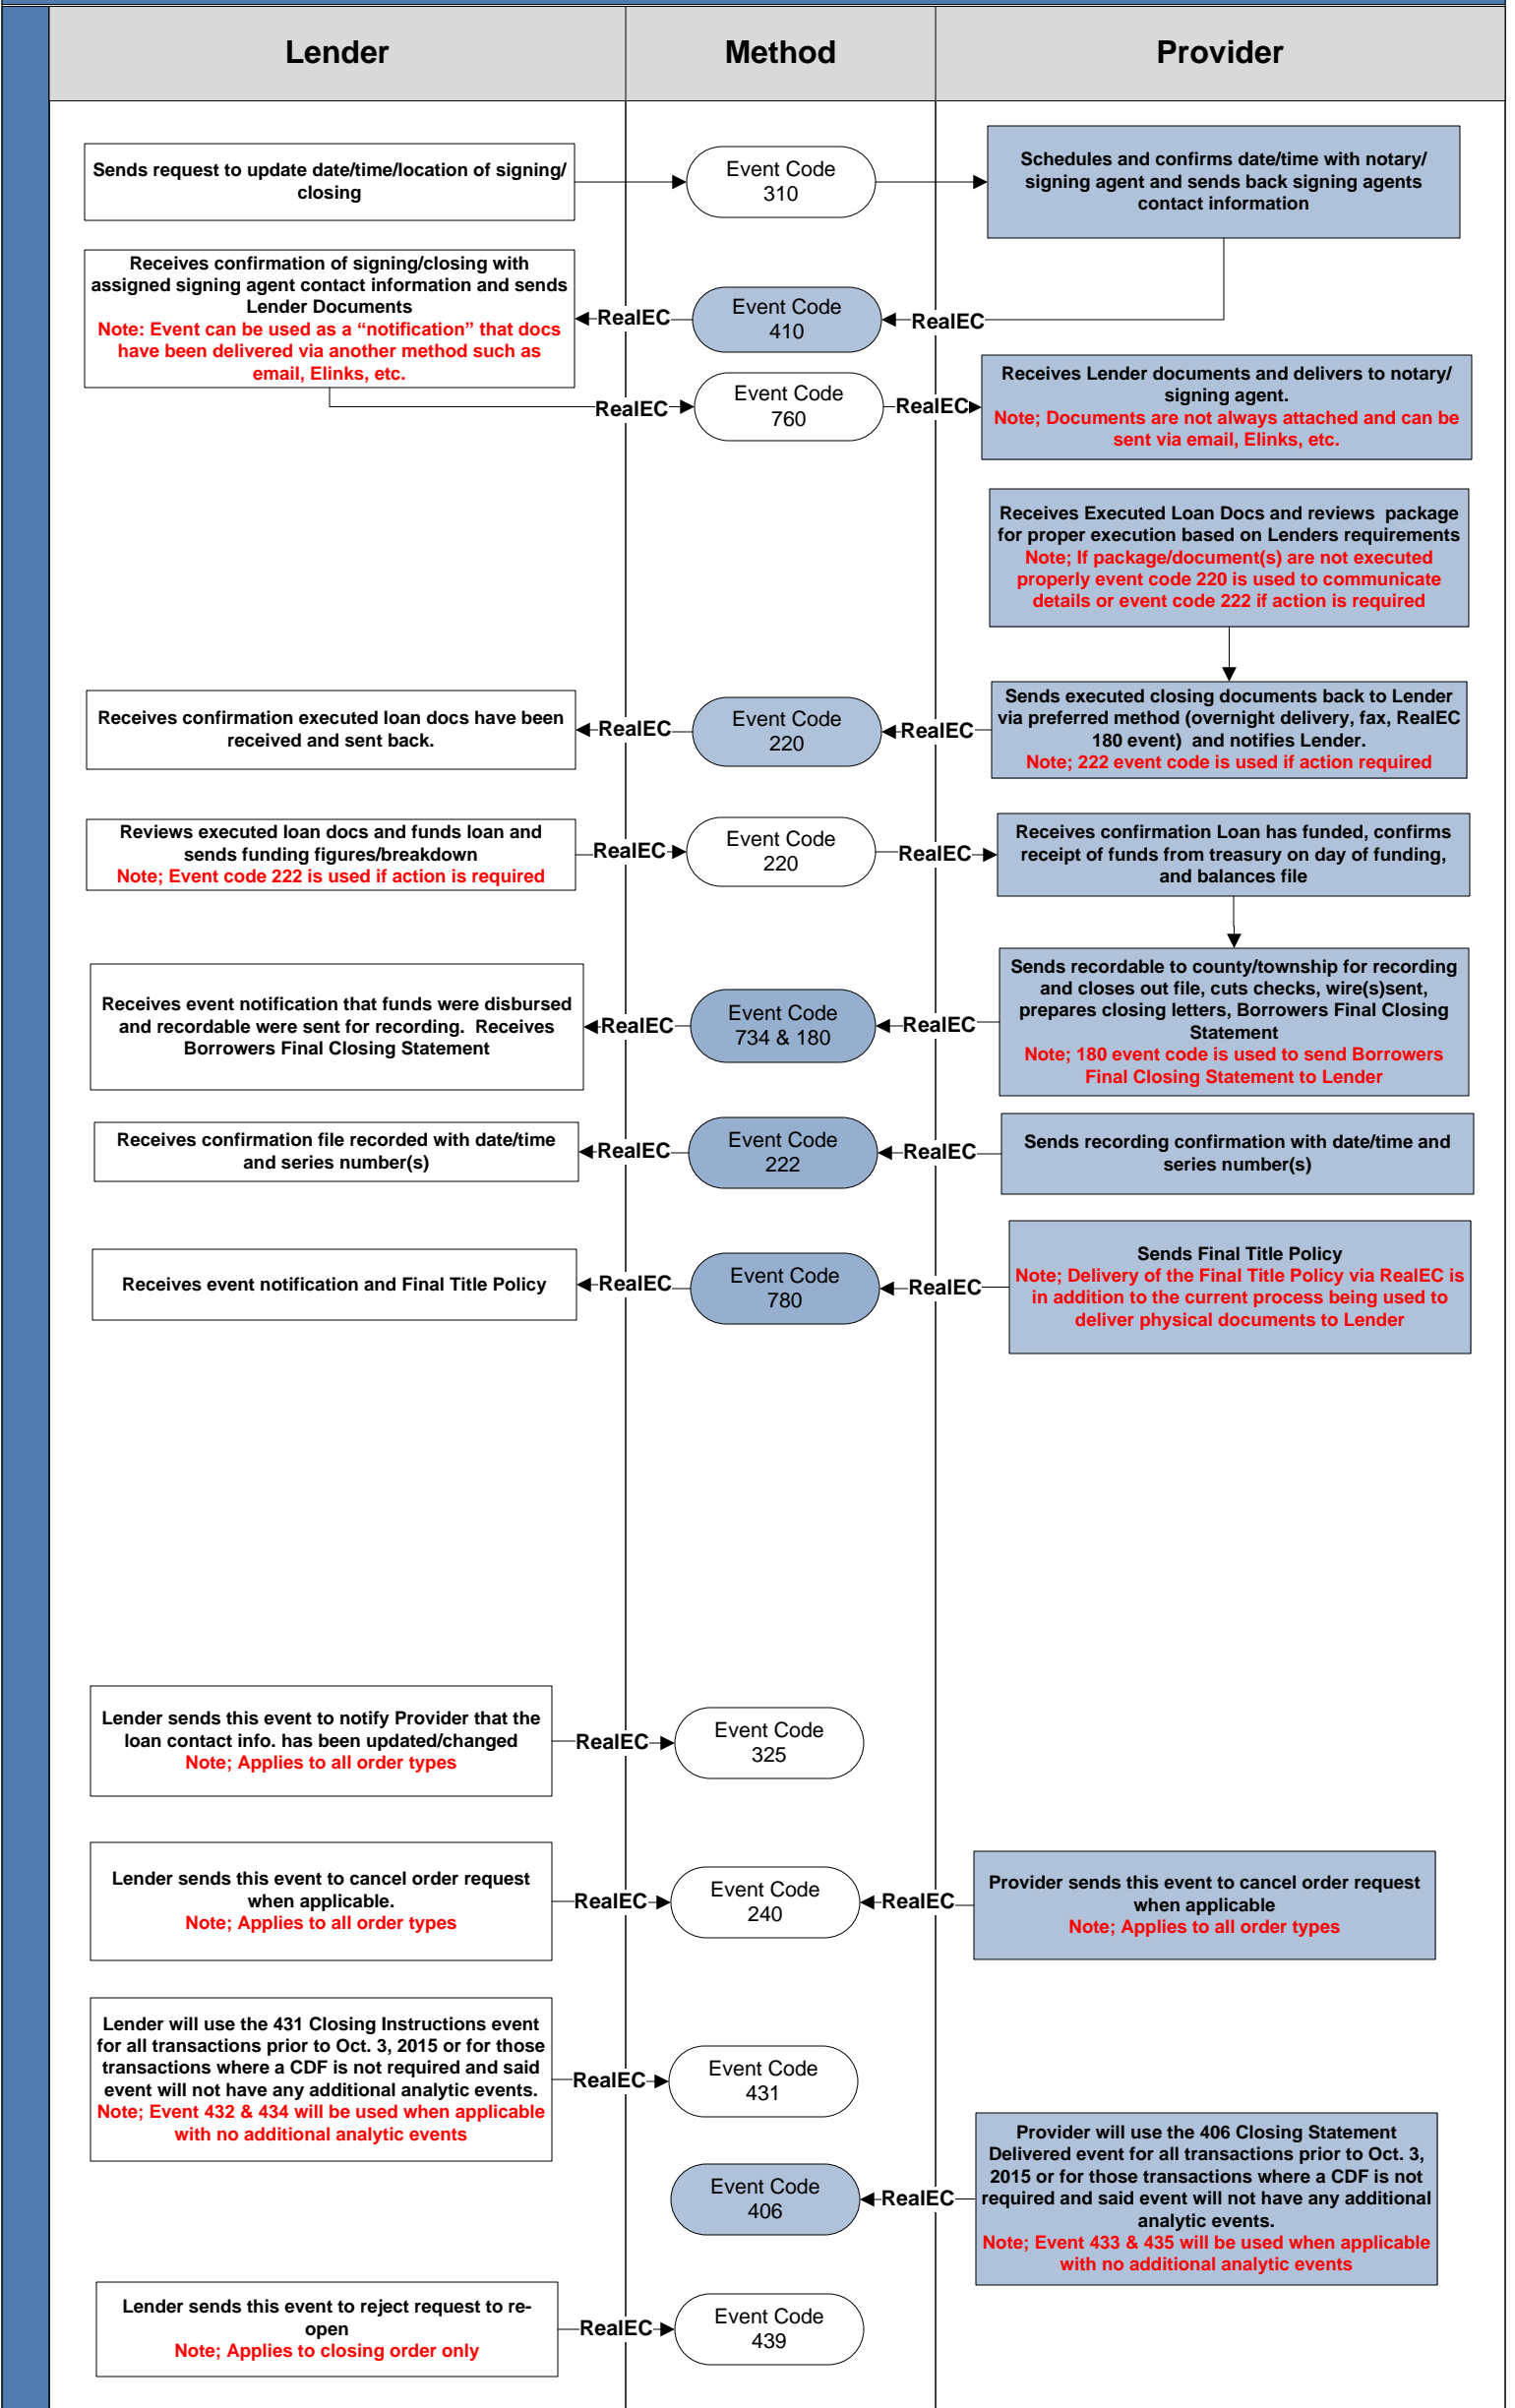 Lender
Method
Provider
Sends request to update date/time/location of signing/
closing
Event Code
310
Schedules and confirms date/time with notary/
signing agent and sends back signing agents
contact information
Receives confirmation of signing/closing with
assigned signing agent contact information and sends
Lender Documents
Note: Event can be used as a “notification” that docs
have been delivered via another method such as
email, Elinks, etc.
RealEC
Event Code
410
RealEC
RealEC
Event Code
760
RealEC
Receives Lender documents and delivers to notary/
signing agent.
Note; Documents are not always attached and can be
sent via email, Elinks, etc.
Receives Executed Loan Docs and reviews  package
for proper execution based on Lenders requirements
Note; If package/document(s) are not executed
properly event code 220 is used to communicate
details or event code 222 if action is required
Receives confirmation executed loan docs have been
received and sent back.
RealEC
Event Code
220
RealEC
Sends executed closing documents back to Lender
via preferred method (overnight delivery, fax, RealEC
180 event)  and notifies Lender.
Note; 222 event code is used if action required
Reviews executed loan docs and funds loan and
sends funding figures/breakdown
Note; Event code 222 is used if action is required
RealEC
Event Code
220
RealEC
Receives confirmation Loan has funded, confirms
receipt of funds from treasury on day of funding,
and balances file
Receives event notification that funds were disbursed
and recordable were sent for recording.  Receives
Borrowers Final Closing Statement
RealEC
Event Code
734 & 180
RealEC
Sends recordable to county/township for recording
and closes out file, cuts checks, wire(s)sent,
prepares closing letters, Borrowers Final Closing
Statement
Note; 180 event code is used to send Borrowers
Final Closing Statement to Lender
Receives confirmation file recorded with date/time
and series number(s)
RealEC
Event Code
222
RealEC
Sends recording confirmation with date/time and
series number(s)
Receives event notification and Final Title Policy
RealEC
Event Code
780
RealEC
Sends Final Title Policy
Note; Delivery of the Final Title Policy via RealEC is
in addition to the current process being used to
deliver physical documents to Lender
Lender sends this event to notify Provider that the
loan contact info. has been updated/changed
Note; Applies to all order types
RealEC
Event Code
325
Lender sends this event to cancel order request
when applicable.
Note; Applies to all order types
RealEC
Event Code
240
RealEC
Provider sends this event to cancel order request
when applicable
Note; Applies to all order types
Lender will use the 431 Closing Instructions event
for all transactions prior to Oct. 3, 2015 or for those
transactions where a CDF is not required and said
event will not have any additional analytic events.
Note; Event 432 & 434 will be used when applicable
with no additional analytic events
RealEC
Event Code
431
Event Code
406
RealEC
Provider will use the 406 Closing Statement
Delivered event for all transactions prior to Oct. 3,
2015 or for those transactions where a CDF is not
required and said event will not have any additional
analytic events.
Note; Event 433 & 435 will be used when applicable
with no additional analytic events
Lender sends this event to reject request to re-
open
Note; Applies to closing order only
RealEC
Event Code
439